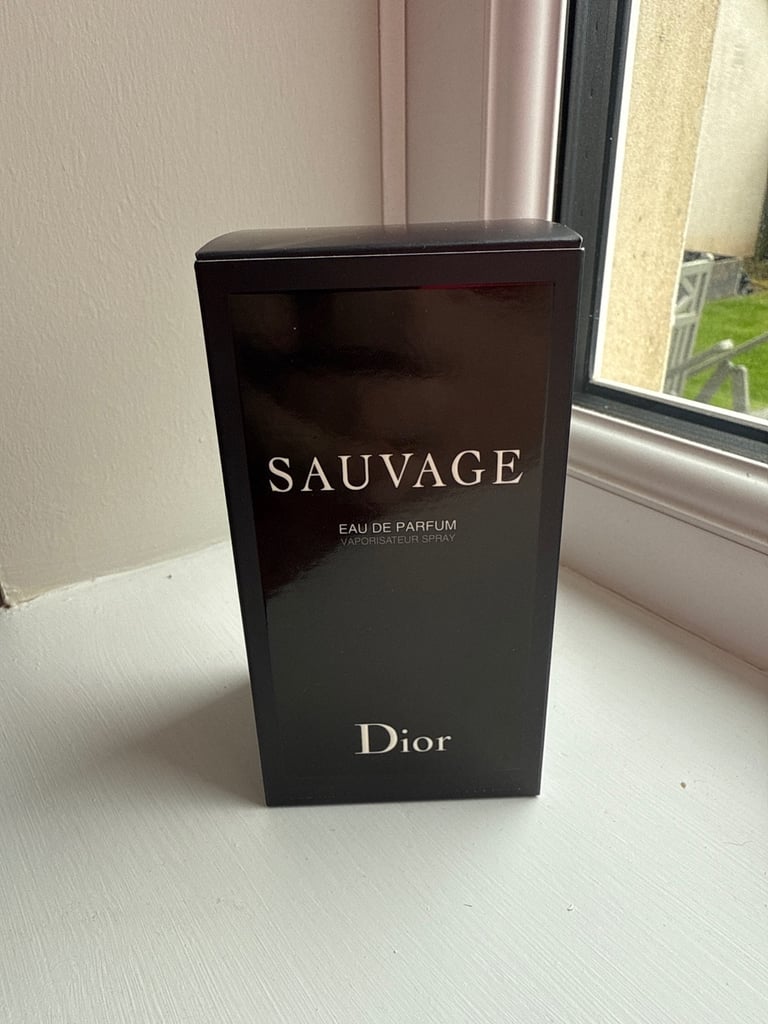 SAUVAGE
EAU DE PARFUM
VAPORISATEUR SPRAY
Dior